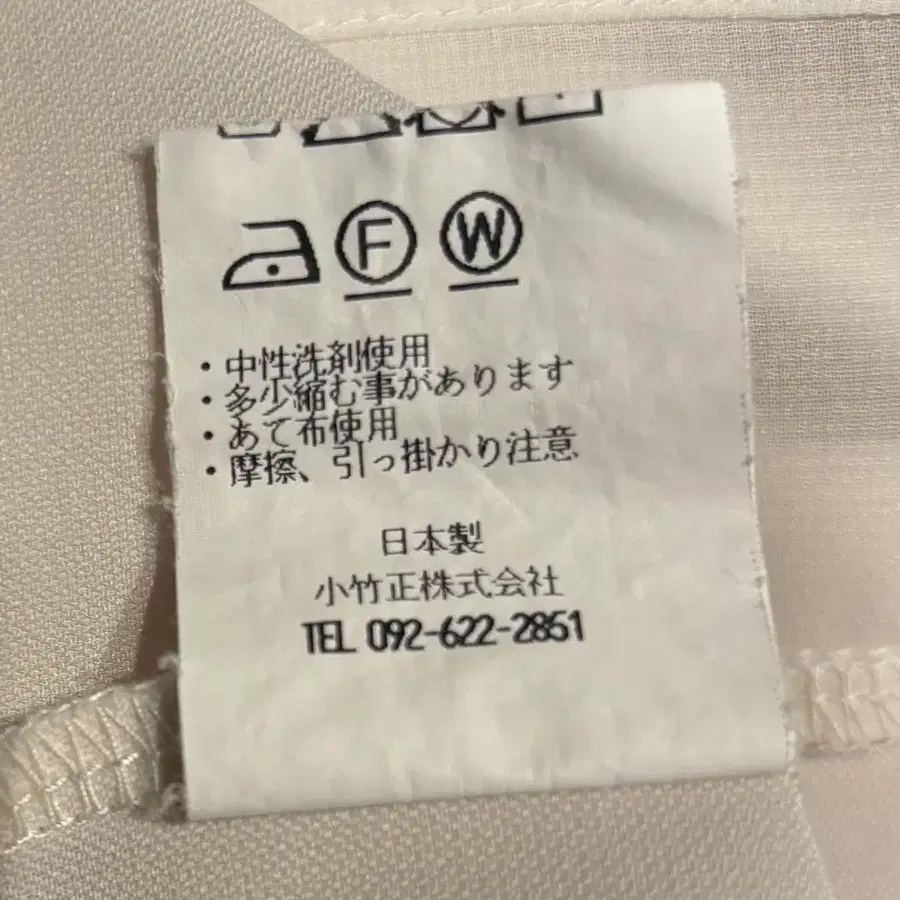 F W
・中性洗剤使用
・多少縮む事があります
・あて布使用
・摩擦、引っ掛かり注意
日本製
小竹正株式会社
TEL 092-622-2851